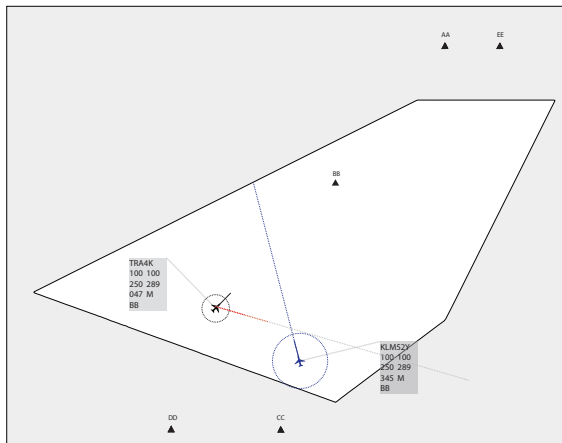 AA
EE
BB
TRA4K
100 100
250 289
047 M
BB
KLM52Y
100 100
250 289
345 M
BB
DD
CC